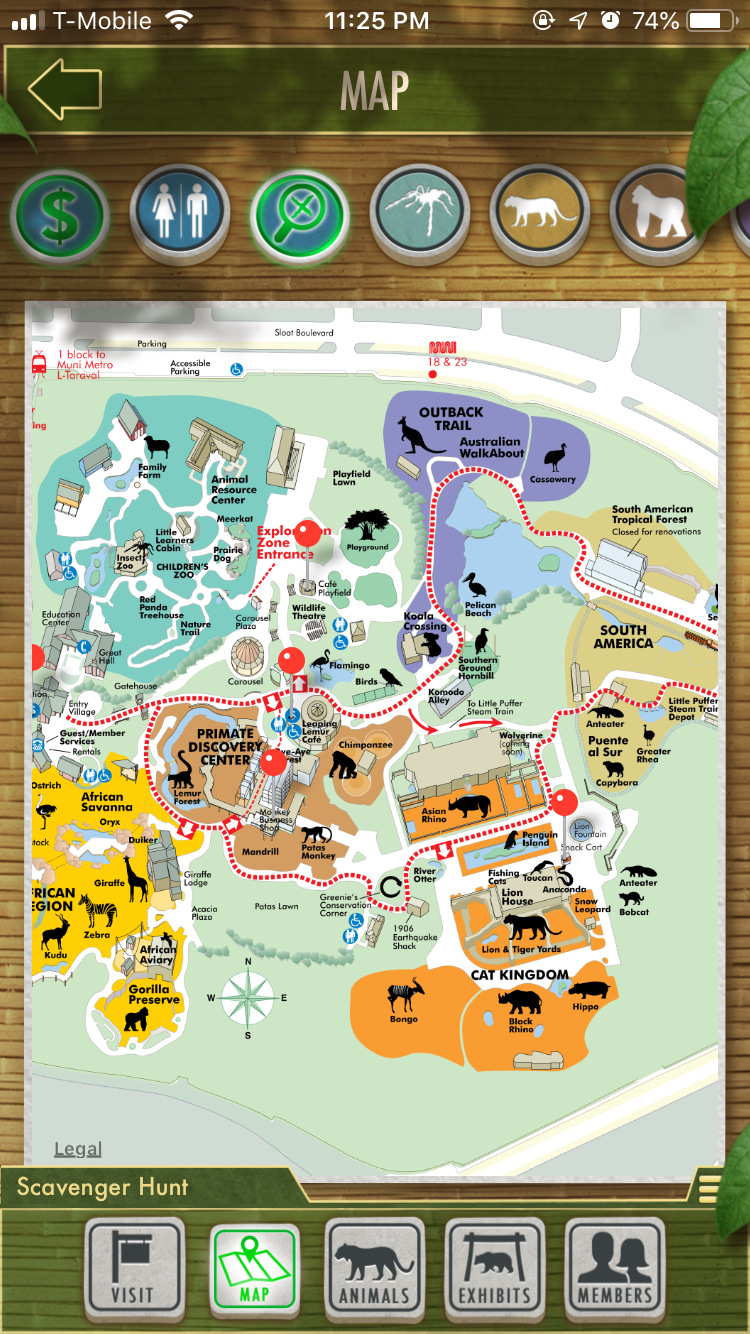 T-Mobile 11:25 PM 74%
MAP
$
Sloat Boulevard
Parking
1 block to
Muni Metro
L-Taraval
Accessible
Parking
18 & 23
OUTBACK
TRAIL
Australian
WalkAbout
Cassowary
Family
Farm
Animal
Resource
Center
Playfield
Lawn
South American
Tropical Forest
Closed for renovations
Meerkat
Little
Learners
Cabin
Prairie
Dog
Insect
Zoo
CHILDREN'S
ZOO
Zone
Entrance
Playground
Café
Playfield
Red
Panda
Treehouse
Nature
Trail
Wildlife
Theatre
Pelican
Beach
Education
Center
Great
Hall
Carousel
Plaza
Koala
Crossing
SOUTH
AMERICA
Southern
Ground
Hornbill
Flamingo
Birds
Carousel
Gatehouse
Komodo
Alley
To Little Puffer
Steam Train
Little Puffer
Steam Train
Depot
Entry
Village
Guest/Member
Services
Rentals
PRIMATE
DISCOVERY
CENTER
Leaping
Lemur
Café
Chimpanzee
Wolverine
(coming
soon)
Anteater
Puente
al Sur
Greater
Rhea
Capybara
Lemur
Forest
Ostrich
African
Savanna
Oryx
Duiker
Monkey
Business
Shop
Patas
Monkey
Mandrill
Asian
Rhino
Lion
Fountain
Snack Cart
Penguin
Island
Giraffe
Giraffe
Lodge
River
Otter
Fishing
Cats
Toucan
Anaconda
Lion
House
Snow
Leopard
Anteater
Bobcat
Zebra
Kudu
Acacia
Plaza
Patas Lawn
Greenie's
Conservation
Corner
1906
Earthquake
Shack
African
Aviary
Lion & Tiger Yards
CAT KINGDOM
Gorilla
Preserve
N
W E
S
Bongo
Black
Rhino
Hippo
Legal
Scavenger Hunt
VISIT MAP ANIMALS EXHIBITS MEMBERS